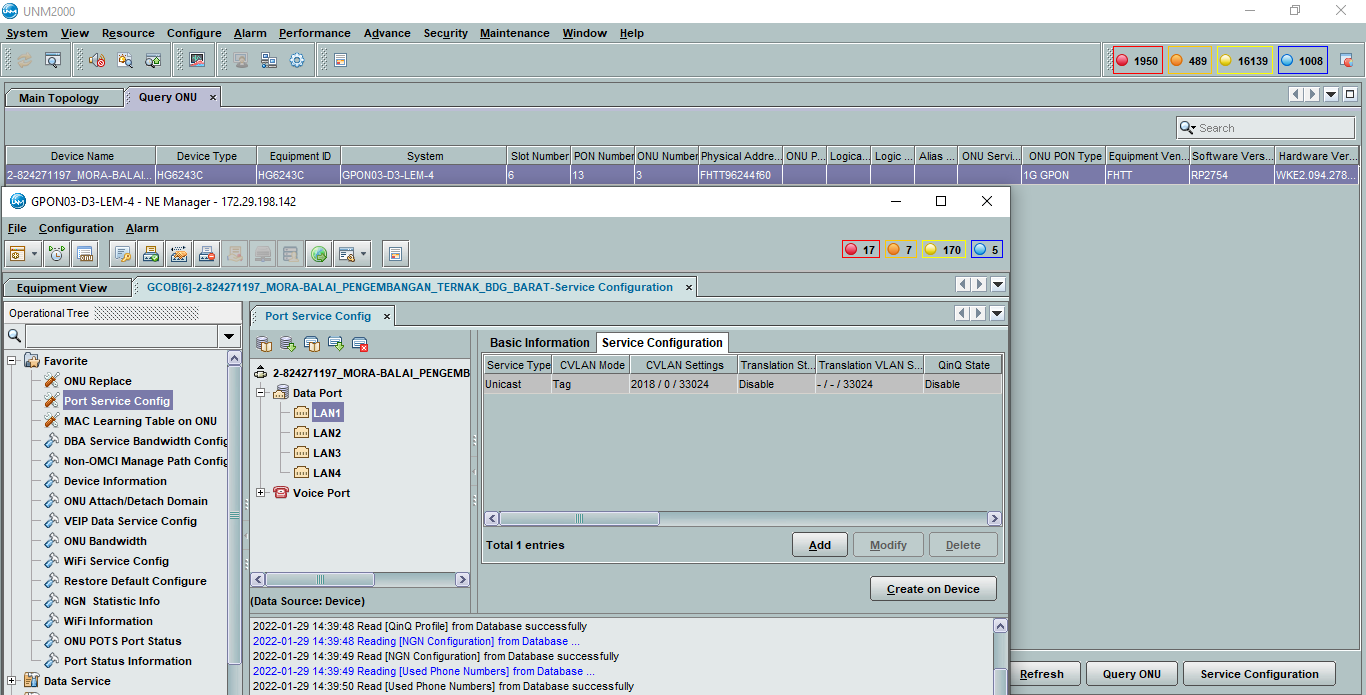 UNM2000
System View Resource Configure Alarm Performance Advance Security Maintenance Window Help
1950 489 16139 1008
Main Topology Query ONU ×
Search
Device Name Device Type Equipment ID System Slot Number PON Number ONU Number Physical Addre... ONU P... Logica... Logic ... Alias ... ONU Servi... ONU PON Type Equipment Ven... Software Vers... Hardware Ver...
2-824271197_MORA-BALAI... HG6243C HG6243C GPON03-D3-LEM-4 6 13 3 FHTT96244f60 1G GPON FHTT RP2754 WKE2.094.278...
GPON03-D3-LEM-4 - NE Manager - 172.29.198.142
File Configuration Alarm
17 7 170 5
Equipment View GCOB[6]-2-824271197_MORA-BALAI_PENGEMBANGAN_TERNAK_BDG_BARAT-Service Configuration ×
Operational Tree
Favorite
ONU Replace
Port Service Config
MAC Learning Table on ONU
DBA Service Bandwidth Config
Non-OMCI Manage Path Config
Device Information
ONU Attach/Detach Domain
VEIP Data Service Config
ONU Bandwidth
WiFi Service Config
Restore Default Configure
NGN Statistic Info
WiFi Information
ONU POTS Port Status
Port Status Information
Data Service
Port Service Config ×
2-824271197_MORA-BALAI_PENGEMB
Data Port
LAN1
LAN2
LAN3
LAN4
Voice Port
(Data Source: Device)
Basic Information Service Configuration
Service Type CVLAN Mode CVLAN Settings Translation St... Translation VLAN S... QinQ State
Unicast Tag 2018 / 0 / 33024 Disable - / - / 33024 Disable
Total 1 entries Add Modify Delete
Create on Device
2022-01-29 14:39:48 Read [QinQ Profile] from Database successfully
2022-01-29 14:39:48 Reading [NGN Configuration] from Database ...
2022-01-29 14:39:49 Read [NGN Configuration] from Database successfully
2022-01-29 14:39:49 Reading [Used Phone Numbers] from Database ...
2022-01-29 14:39:50 Read [Used Phone Numbers] from Database successfully
Refresh Query ONU Service Configuration